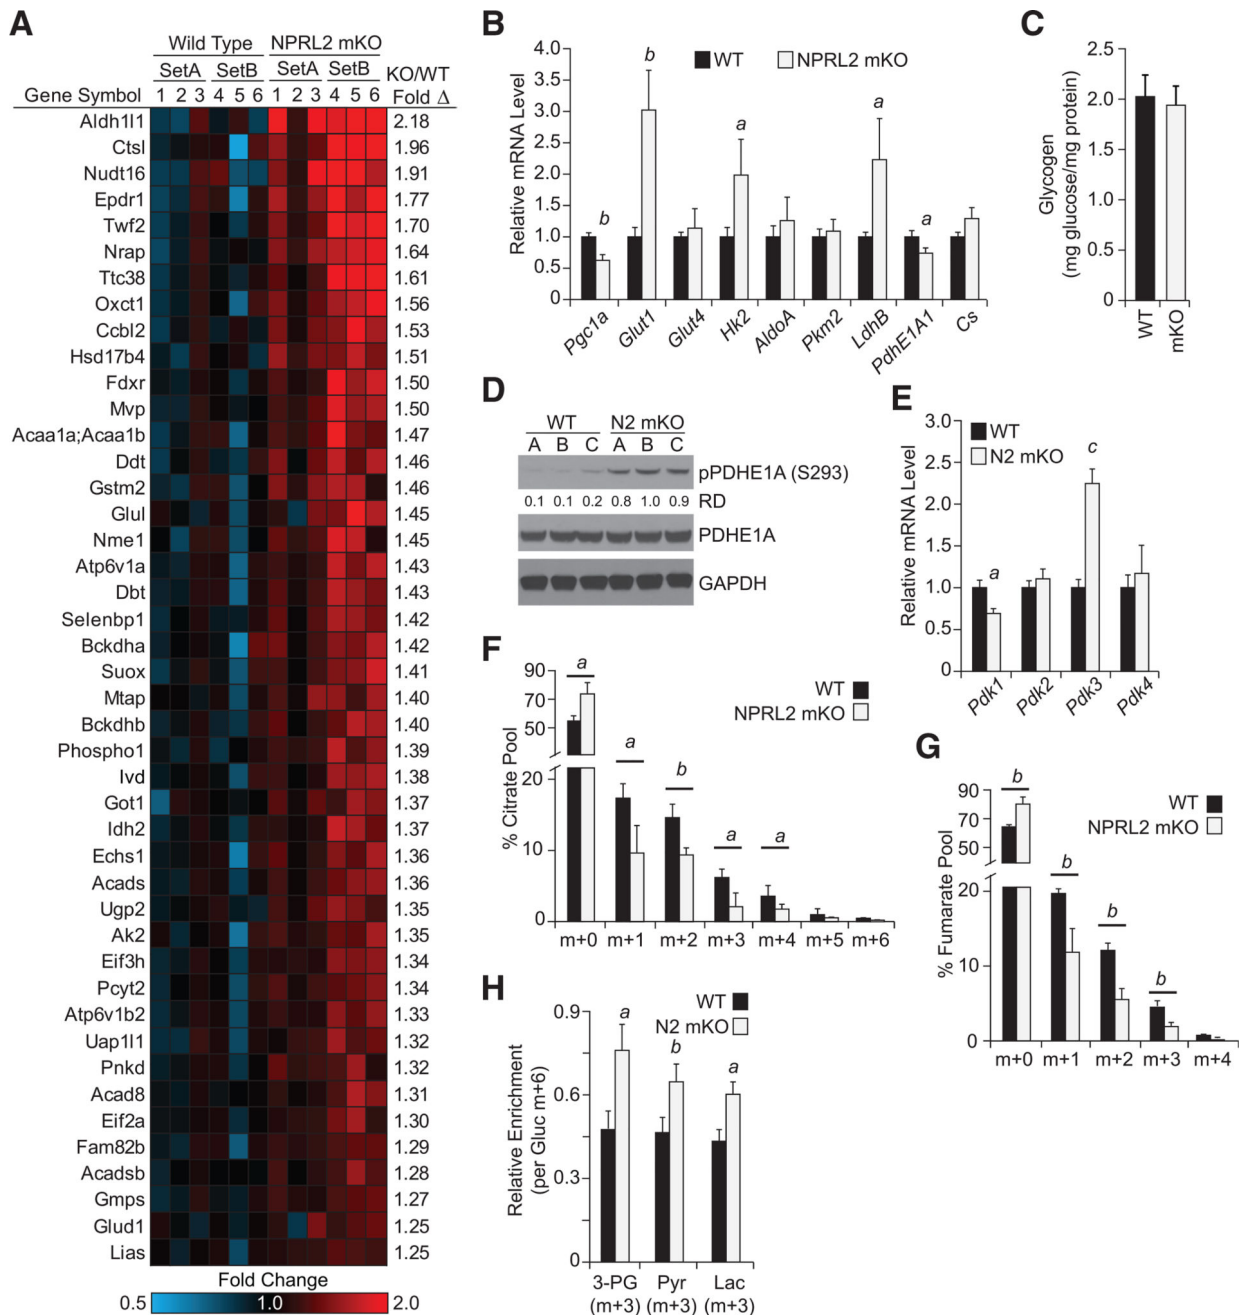 A
Wild Type NPRL2 mKO
SetA SetB SetA SetB KO/WT
Gene Symbol 1 2 3 4 5 6 1 2 3 4 5 6 Fold Δ
Aldh1l1 2.18
Ctsl 1.96
Nudt16 1.91
Epdr1 1.77
Twf2 1.70
Nrap 1.64
Ttc38 1.61
Oxct1 1.56
Ccbl2 1.53
Hsd17b4 1.51
Fdxr 1.50
Mvp 1.50
Acaa1a;Acaa1b 1.47
Ddt 1.46
Gstm2 1.46
Glul 1.45
Nme1 1.45
Atp6v1a 1.43
Dbt 1.43
Selenbp1 1.42
Bckdha 1.42
Suox 1.41
Mtap 1.40
Bckdhb 1.40
Phospho1 1.39
Ivd 1.38
Got1 1.37
Idh2 1.37
Echs1 1.36
Acads 1.36
Ugp2 1.35
Ak2 1.35
Eif3h 1.34
Pcyt2 1.34
Atp6v1b2 1.33
Uap1l1 1.32
Pnkd 1.32
Acad8 1.31
Eif2a 1.30
Fam82b 1.29
Acadsb 1.28
Gmps 1.27
Glud1 1.25
Lias 1.25
Fold Change
0.5 1.0 2.0
B
Relative mRNA Level
4.0
3.5
3.0
2.5
2.0
1.5
1.0
0.5
0
WT NPRL2 mKO
b b a a a
Pgc1a Glut1 Glut4 Hk2 AldoA Pkm2 LdhB PdhE1A1 Cs
C
Glycogen
(mg glucose/mg protein)
2.5
2.0
1.5
1.0
0.5
0
WT mKO
D
WT N2 mKO
A B C A B C
pPDHE1A (S293)
0.1 0.1 0.2 0.8 1.0 0.9 RD
PDHE1A
GAPDH
E
Relative mRNA Level
3.0
2.5
2.0
1.5
1.0
0.5
0
WT
N2 mKO
a c
Pdk1 Pdk2 Pdk3 Pdk4
F
% Citrate Pool
90
70
50
20
10
0
WT
NPRL2 mKO
a a b a a
m+0 m+1 m+2 m+3 m+4 m+5 m+6
G
% Fumarate Pool
90
70
50
20
10
0
WT
NPRL2 mKO
b b b b
m+0 m+1 m+2 m+3 m+4
H
Relative Enrichment
(per Gluc m+6)
0.9
0.6
0.3
0
WT
N2 mKO
a b a
3-PG Pyr Lac
(m+3) (m+3) (m+3)